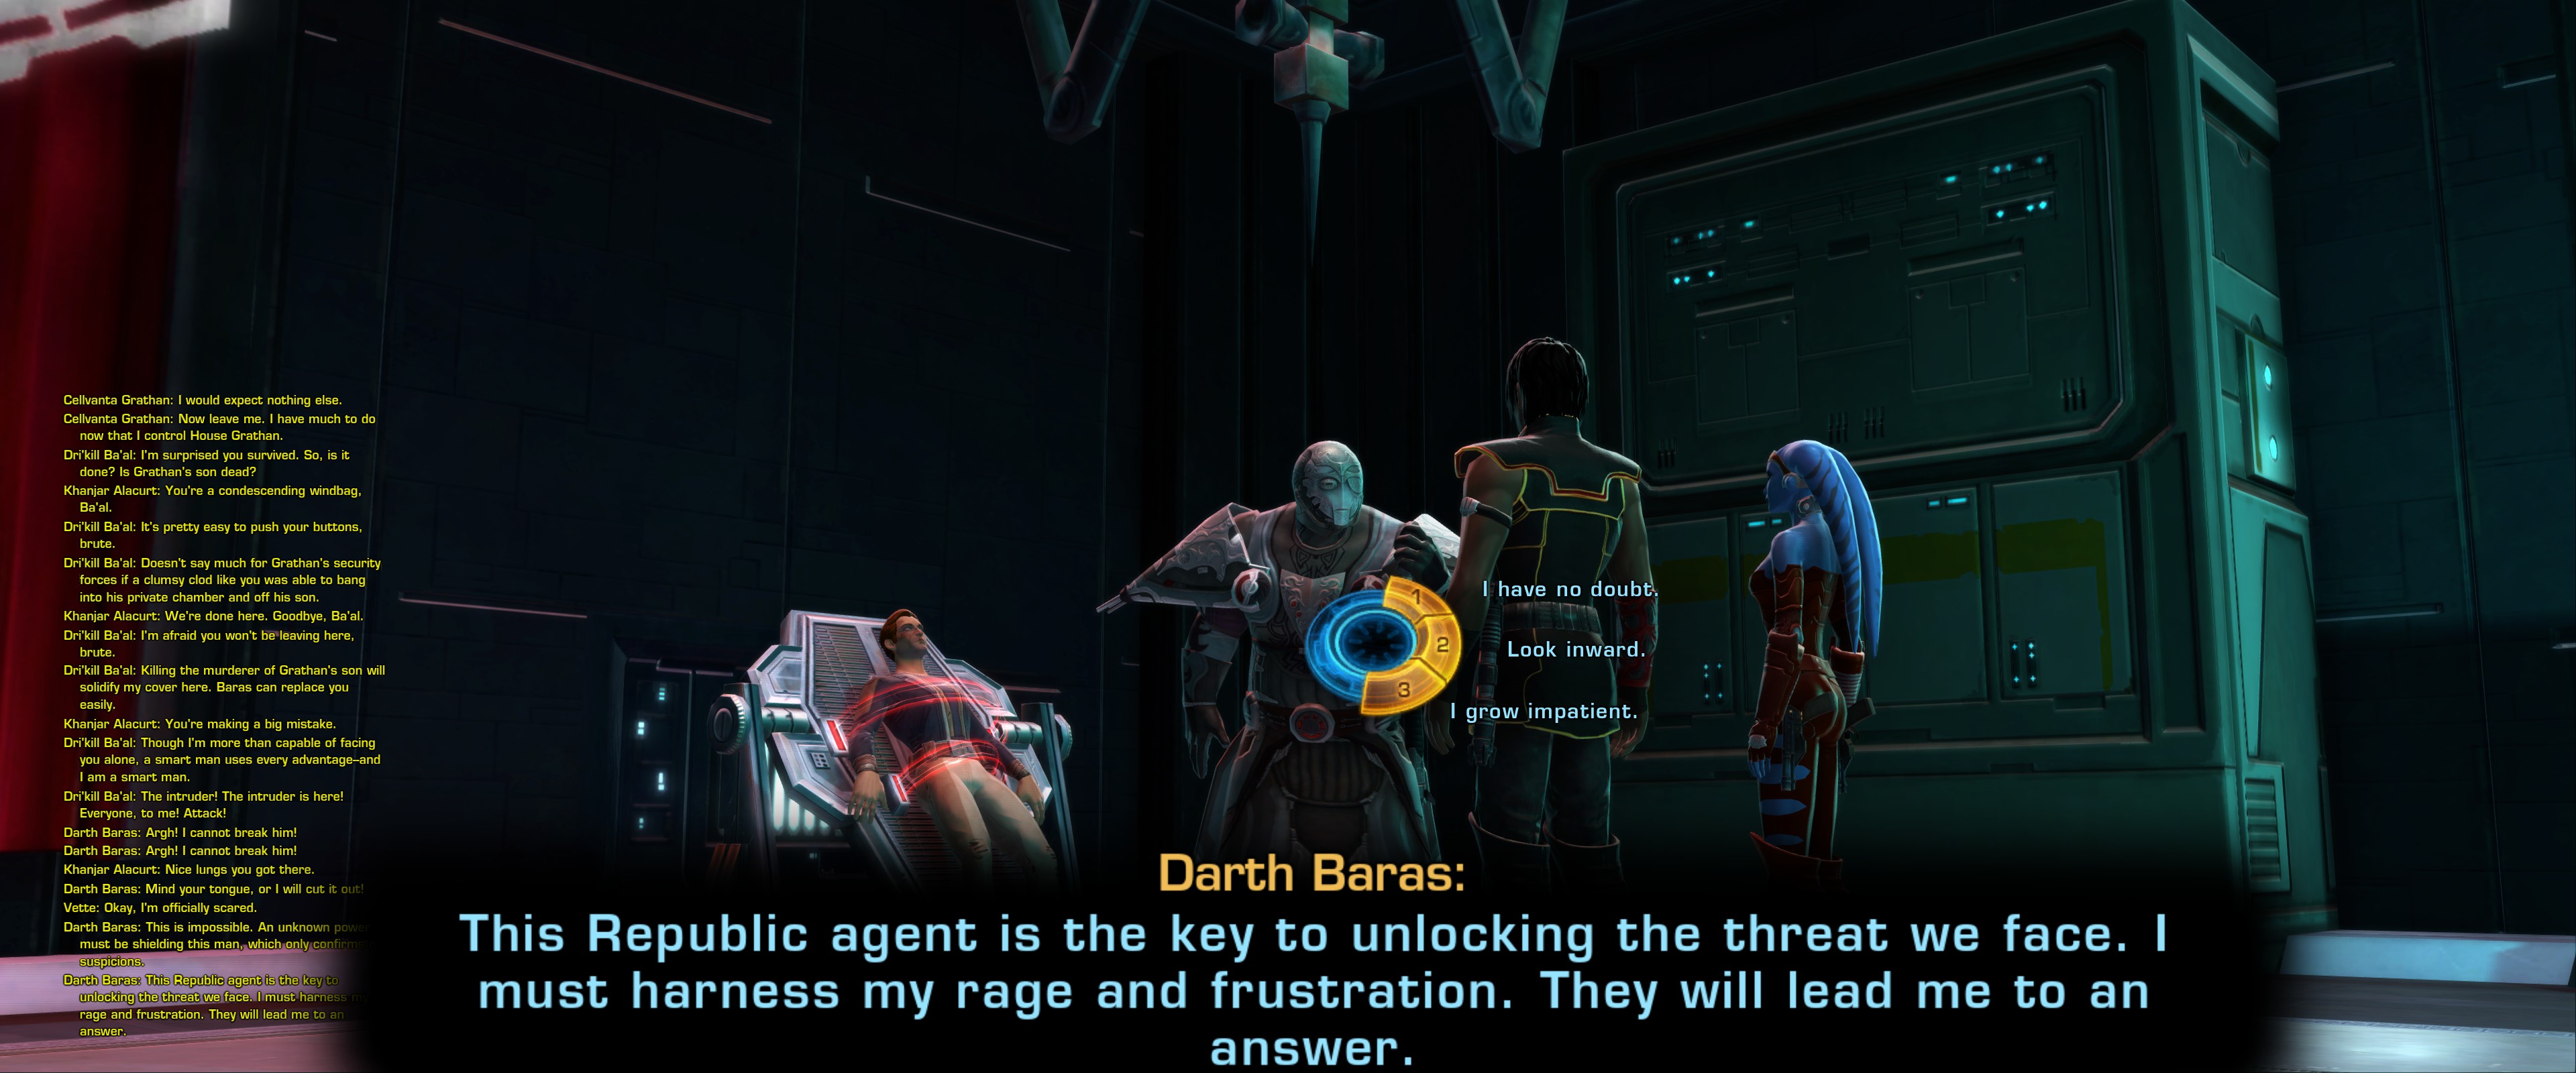 Cellvanta Grathan: I would expect nothing else.
Cellvanta Grathan: Now leave me. I have much to do
now that I control House Grathan.
Dri'kill Ba'al: I'm surprised you survived. So, is it
done? Is Grathan's son dead?
Khanjar Alacurt: You're a condescending windbag,
Ba'al.
Dri'kill Ba'al: It's pretty easy to push your buttons,
brute.
Dri'kill Ba'al: Doesn't say much for Grathan's security
forces if a clumsy clod like you was able to bang
into his private chamber and off his son.
Khanjar Alacurt: We're done here. Goodbye, Ba'al.
Dri'kill Ba'al: I'm afraid you won't be leaving here,
brute.
Dri'kill Ba'al: Killing the murderer of Grathan's son will
solidify my cover here. Baras can replace you
easily.
Khanjar Alacurt: You're making a big mistake.
Dri'kill Ba'al: Though I'm more than capable of facing
you alone, a smart man uses every advantage—and
I am a smart man.
Dri'kill Ba'al: The intruder! The intruder is here!
Everyone, to me! Attack!
Darth Baras: Argh! I cannot break him!
Darth Baras: Argh! I cannot break him!
Khanjar Alacurt: Nice lungs you got there.
Darth Baras: Mind your tongue, or I will cut it out!
Vette: Okay, I'm officially scared.
Darth Baras: This is impossible. An unknown power
must be shielding this man, which only confirms
suspicions.
Darth Baras: This Republic agent is the key to
unlocking the threat we face. I must harness
rage and frustration. They will lead me to an
answer.
1 I have no doubt.
2 Look inward.
3 I grow impatient.
Darth Baras:
This Republic agent is the key to unlocking the threat we face. I
must harness my rage and frustration. They will lead me to an
answer.